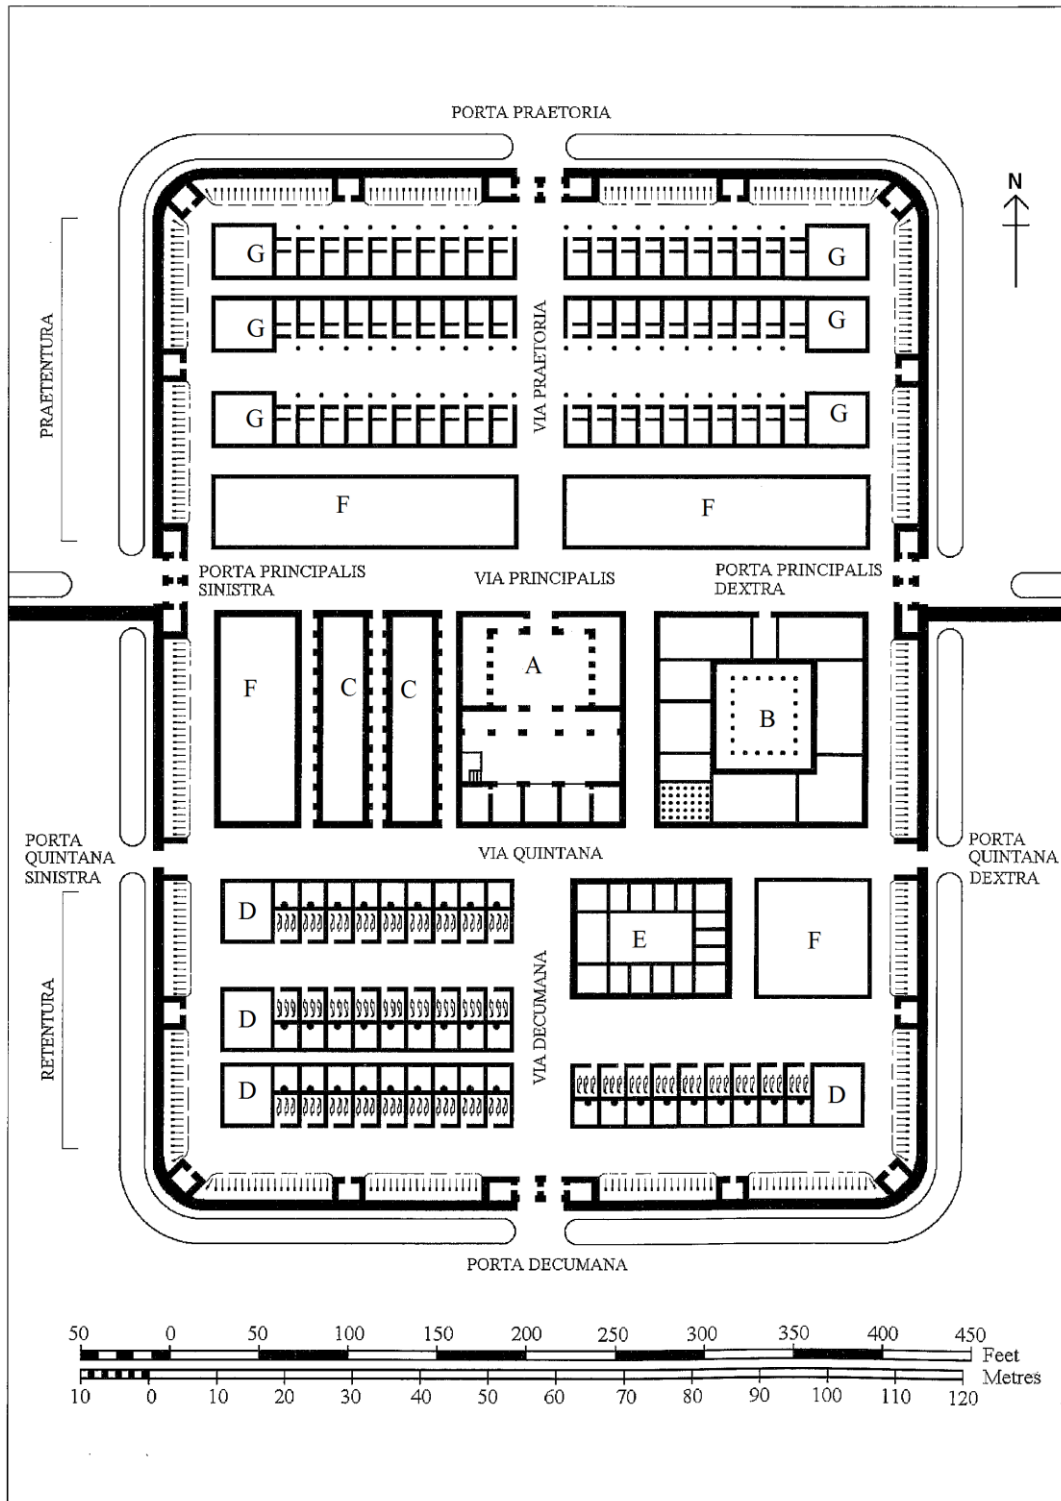 PORTA PRAETORIA
N
G
G
G
G
G
G
PRAETENTURA
VIA PRAETORIA
F
F
PORTA PRINCIPALIS
SINISTRA
VIA PRINCIPALIS
PORTA PRINCIPALIS
DEXTRA
F
C
C
A
B
PORTA
QUINTANA
SINISTRA
VIA QUINTANA
PORTA
QUINTANA
DEXTRA
D
E
F
RETENTURA
D
VIA DECUMANA
D
D
PORTA DECUMANA
50 0 50 100 150 200 250 300 350 400 450
Feet
Metres
10 0 10 20 30 40 50 60 70 80 90 100 110 120